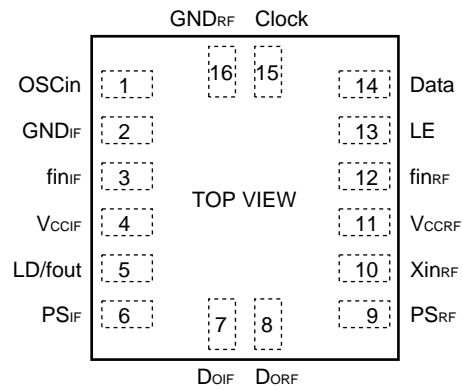 GNDRF Clock
16 15
OSCin 1 14 Data
GNDIF 2 13 LE
finIF 3 12 finRF
TOP VIEW
VCCIF 4 11 VCCRF
LD/fout 5 10 XinRF
PSIF 6 7 8 9 PSRF
DOIF DORF